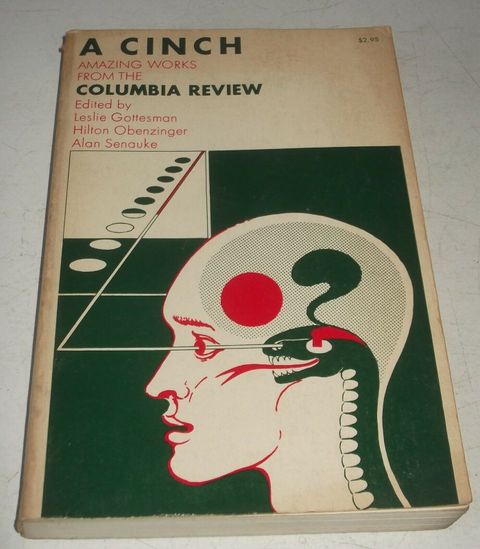 A CINCH
$2.95
AMAZING WORKS
FROM THE
COLUMBIA REVIEW
Edited by
Leslie Gottesman
Hilton Obenzinger
Alan Senauke